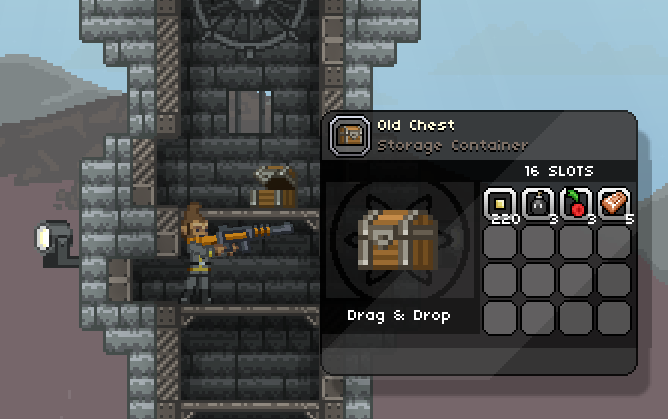 Old Chest
Storage Container
16 SLOTS
220 3 3 5
Drag & Drop